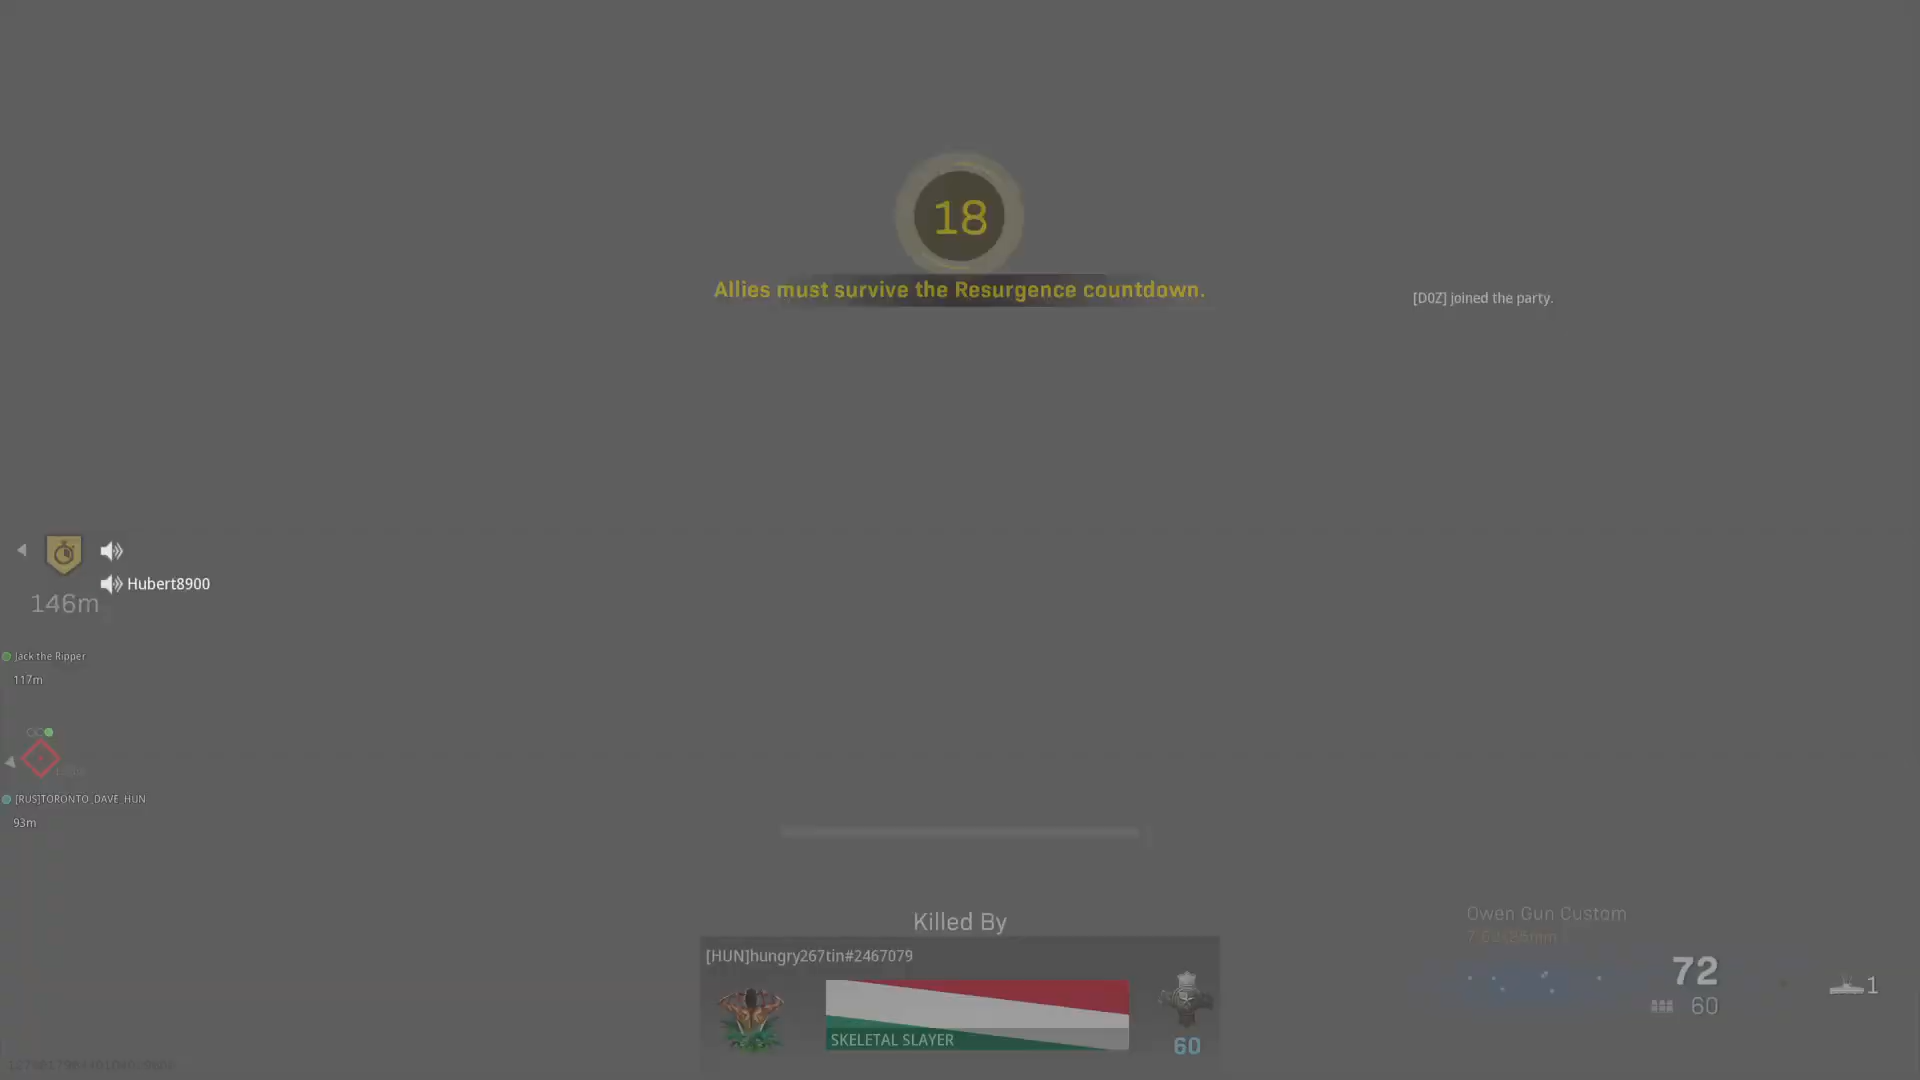 18
Allies must survive the Resurgence countdown.
[D0Z] joined the party.
Hubert8900
146m
Jack the Ripper
117m
[RUS]TORONTO_DAVE_HUN
93m
Killed By
[HUN]hungry267tin#2467079
SKELETAL SLAYER
60
Owen Gun Custom
72
60
1